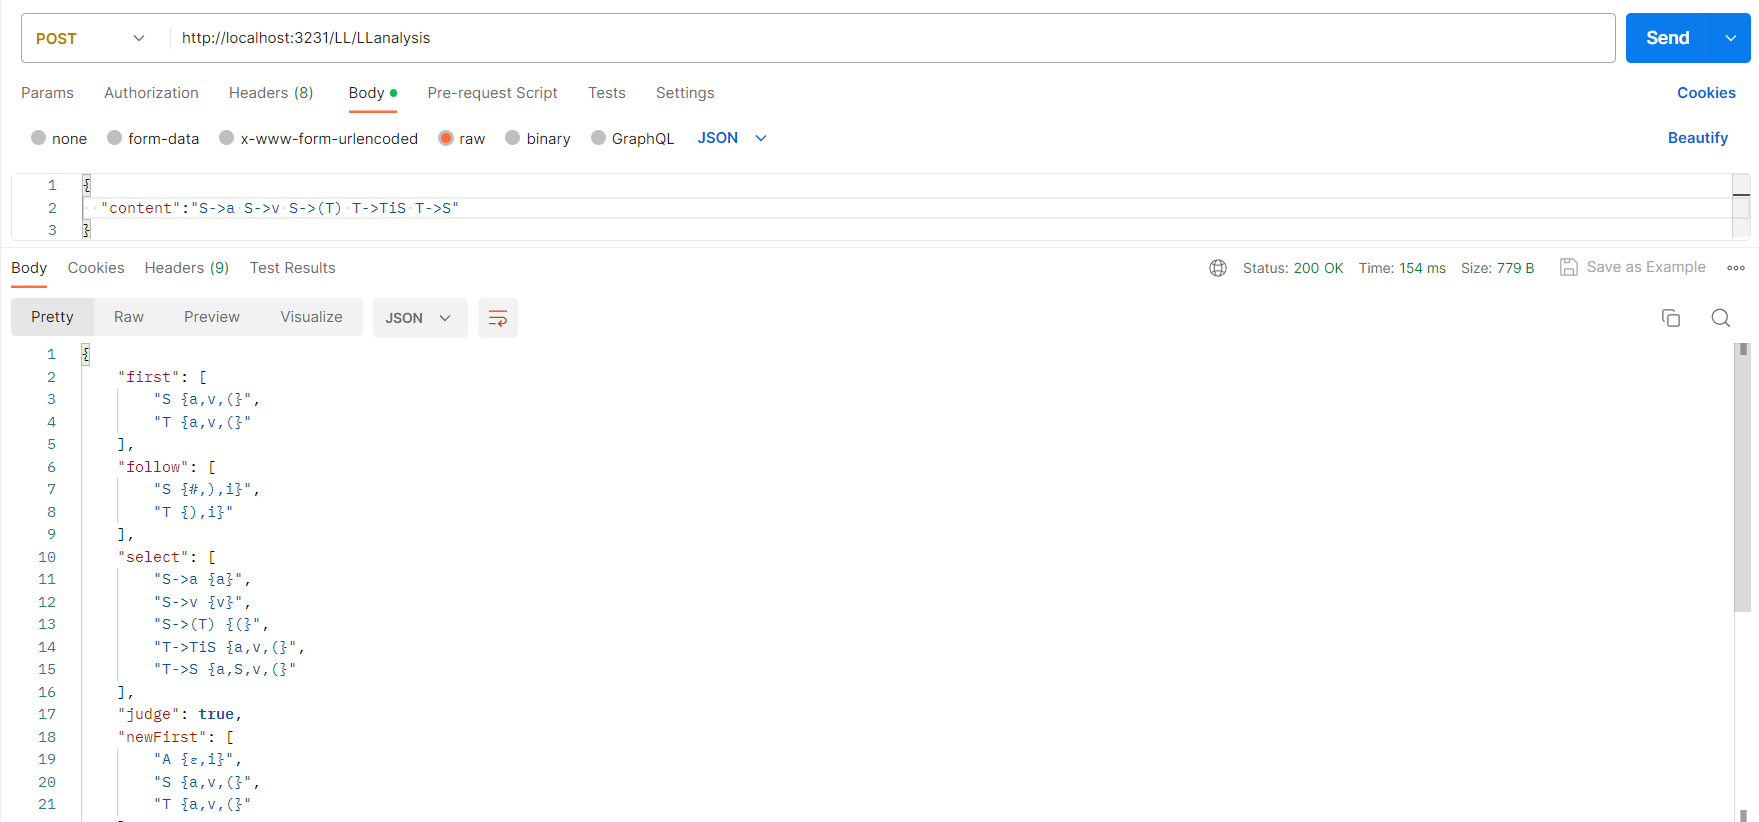 POST http://localhost:3231/LL/LLanalysis Send
Params Authorization Headers (8) Body Pre-request Script Tests Settings Cookies
none form-data x-www-form-urlencoded raw binary GraphQL JSON Beautify
1 {
2 "content":"S->a S->v S->(T) T->TiS T->S"
3 }
Body Cookies Headers (9) Test Results Status: 200 OK Time: 154 ms Size: 779 B Save as Example
Pretty Raw Preview Visualize JSON
1 {
2 "first": [
3 "S {a,v,(}",
4 "T {a,v,(}"
5 ],
6 "follow": [
7 "S {#,),i}",
8 "T {),i}"
9 ],
10 "select": [
11 "S->a {a}",
12 "S->v {v}",
13 "S->(T) {(}",
14 "T->TiS {a,v,(}",
15 "T->S {a,S,v,(}"
16 ],
17 "judge": true,
18 "newFirst": [
19 "A {ε,i}",
20 "S {a,v,(}",
21 "T {a,v,(}"